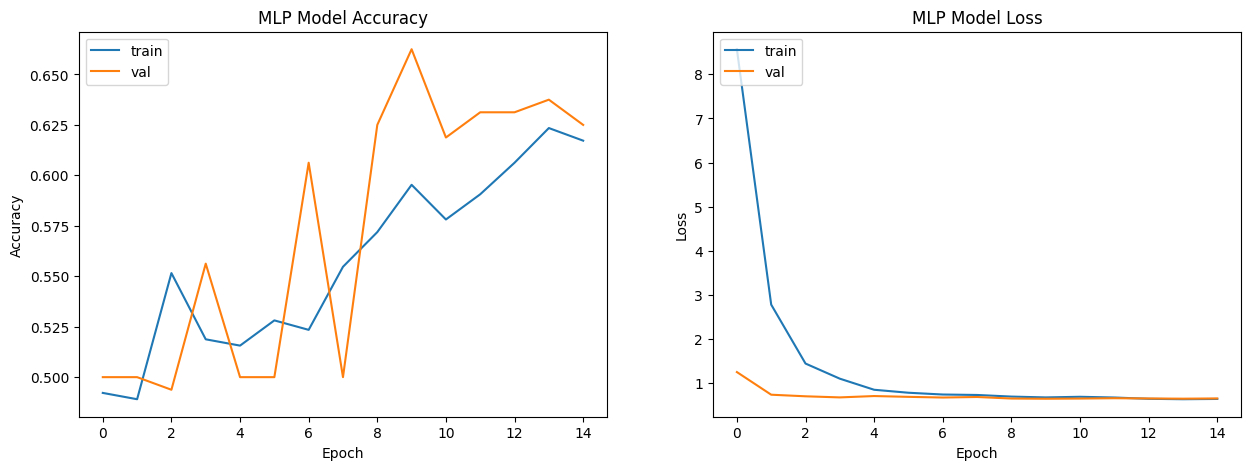 MLP Model Accuracy
train
val
0.650
0.625
0.600
0.575
0.550
0.525
0.500
Accuracy
0 2 4 6 8 10 12 14
Epoch
MLP Model Loss
train
val
8
7
6
5
4
3
2
1
Loss
0 2 4 6 8 10 12 14
Epoch